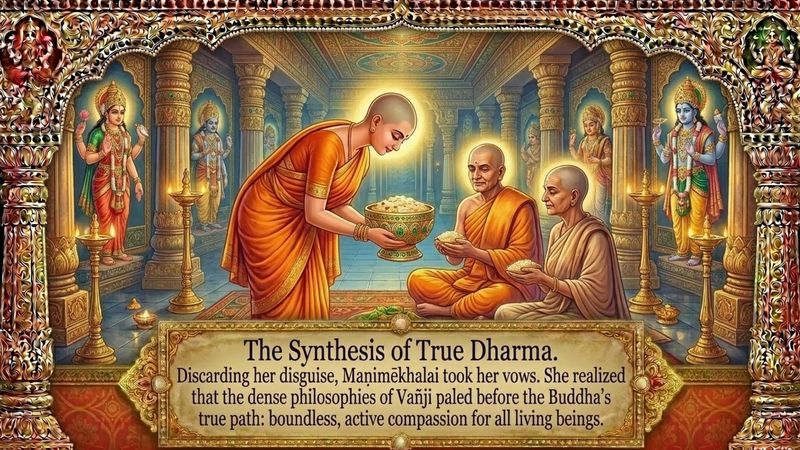 The Synthesis of True Dharma.
Discarding her disguise, Maṇimēkhalai took her vows. She realized
that the dense philosophies of Vañji paled before the Buddha’s
true path: boundless, active compassion for all living beings.